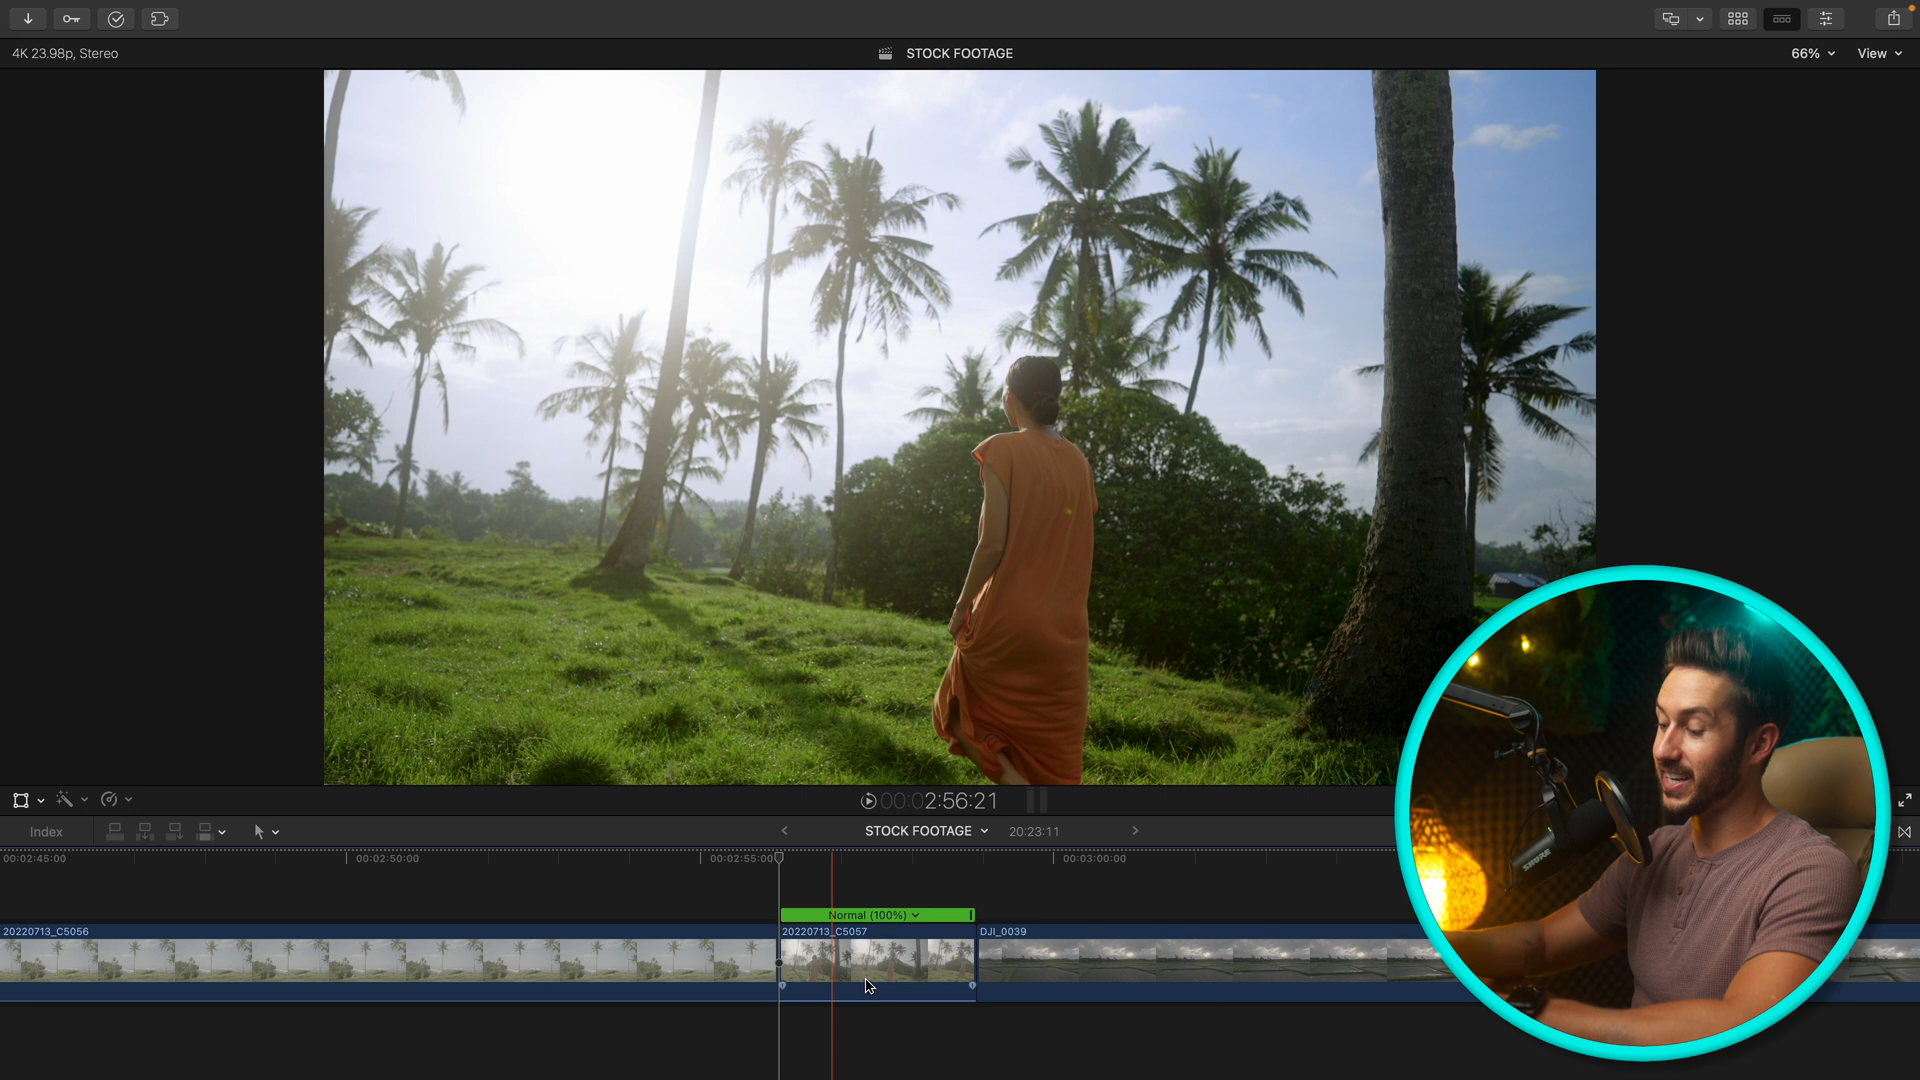 4K 23.98p, Stereo
STOCK FOOTAGE
66%
View
00:02:56:21
Index
STOCK FOOTAGE
20:23:11
00:02:45:00
00:02:50:00
00:02:55:00
00:03:00:00
Normal (100%)
20220713_C5056
20220713_C5057
DJI_0039
SHURE